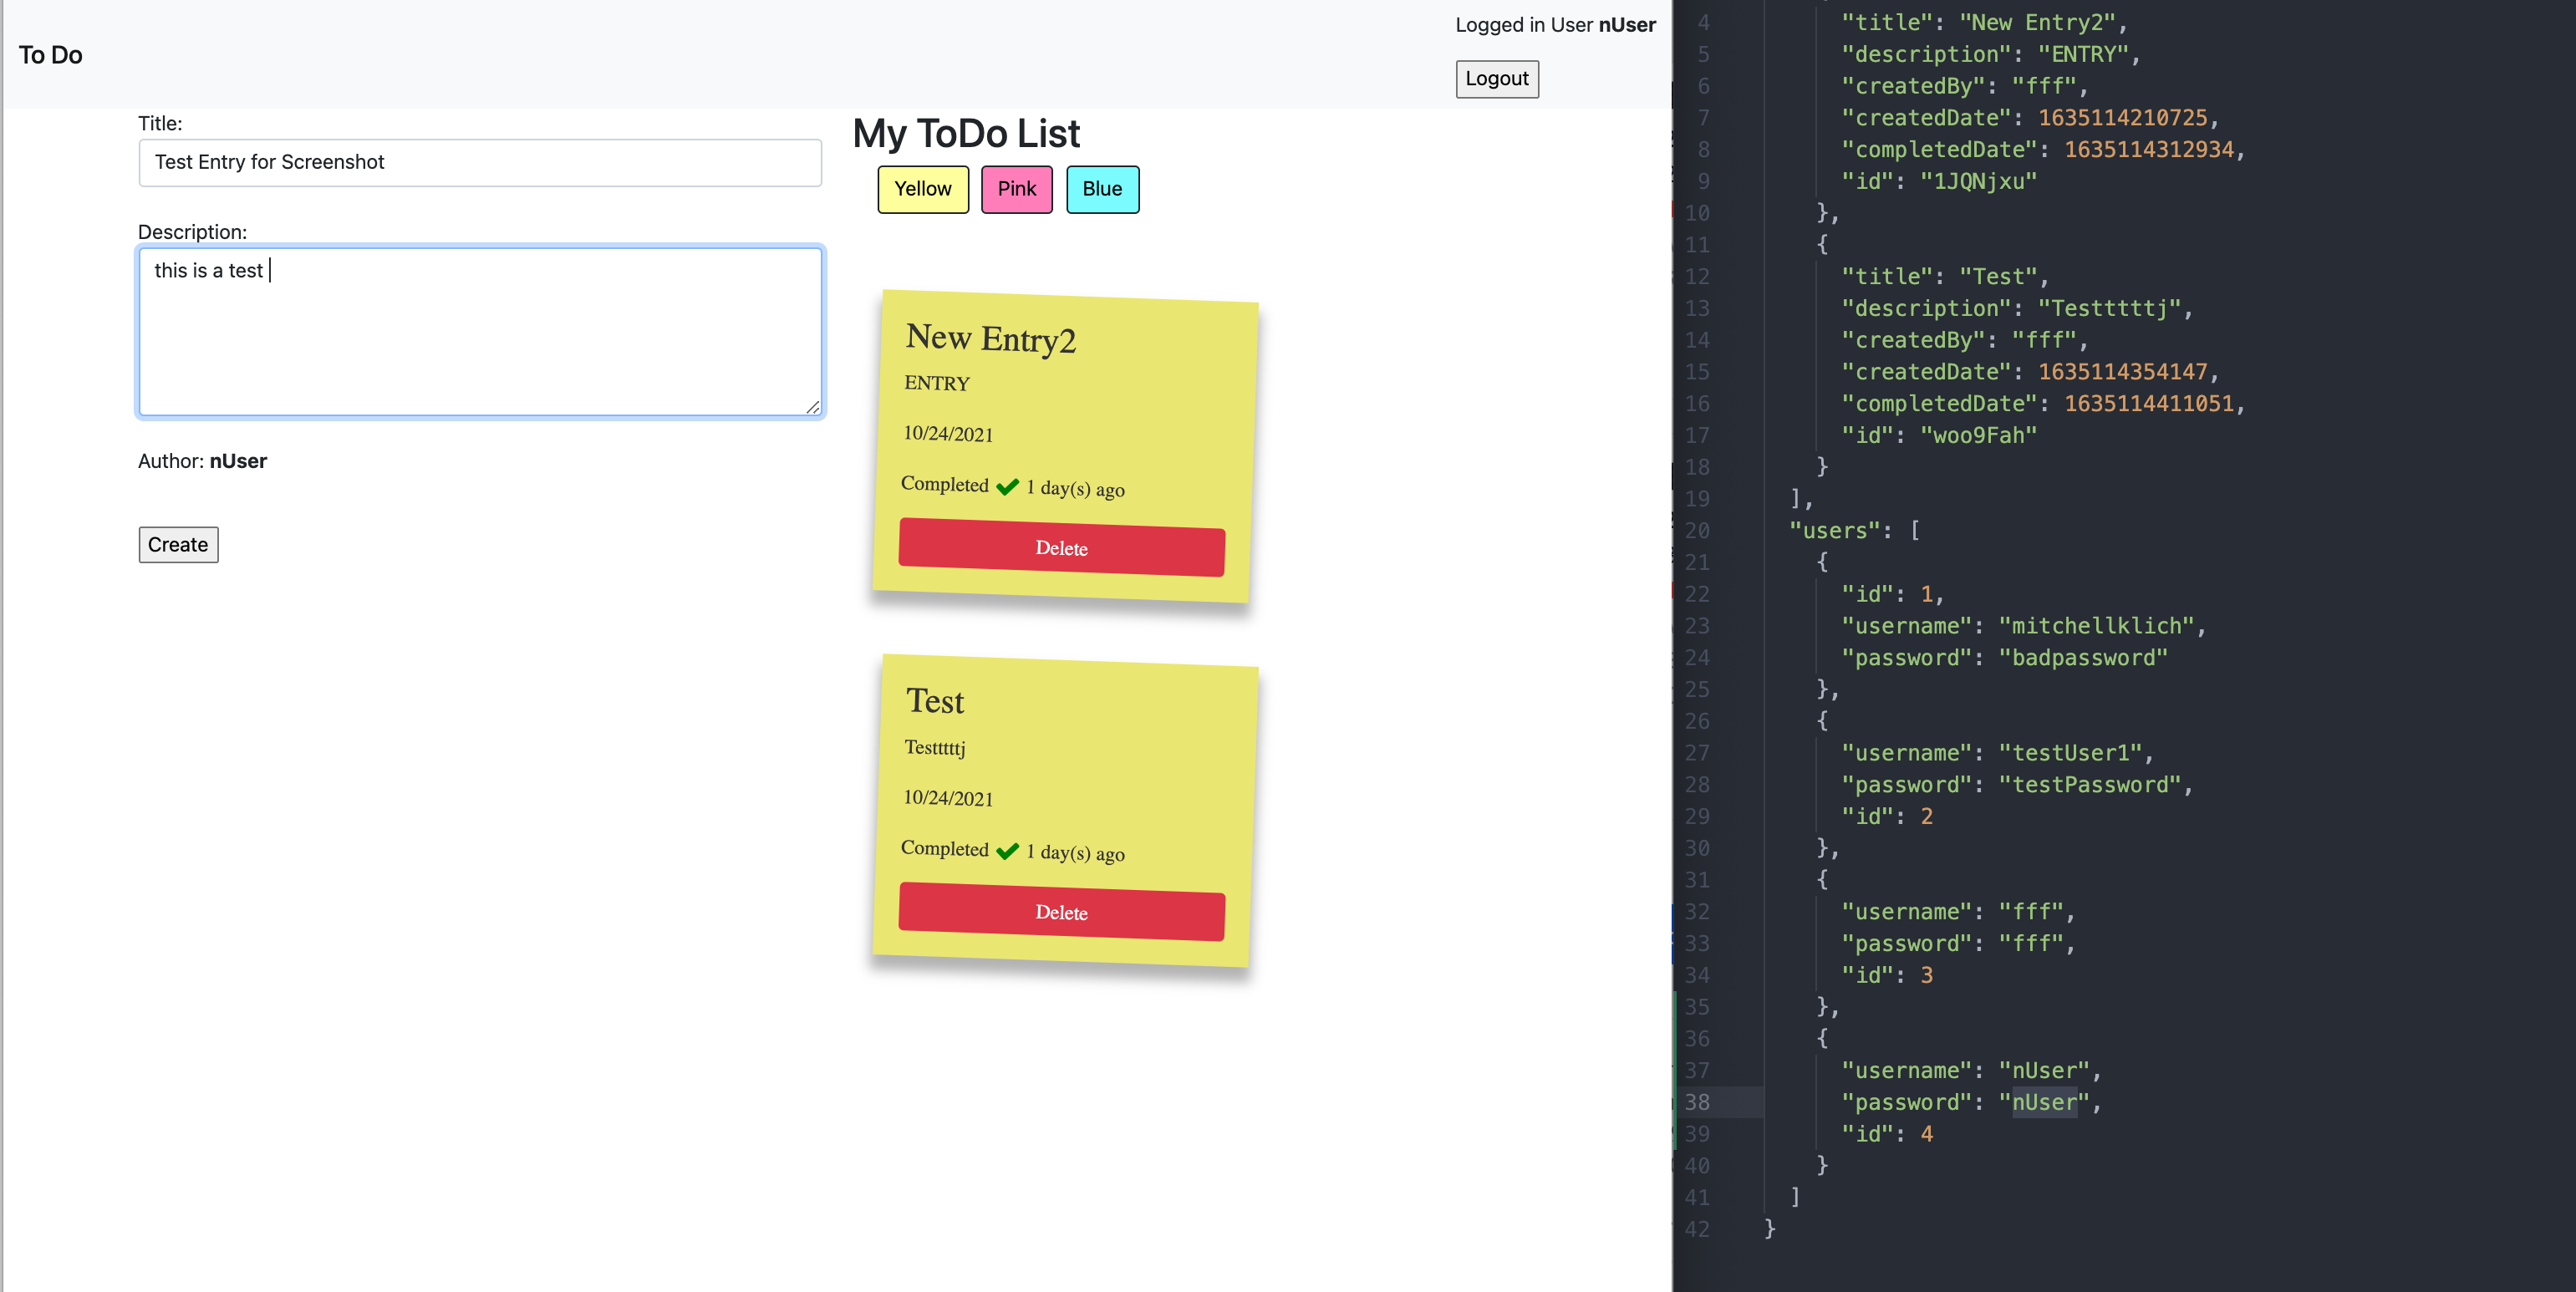 To Do
Logged in User nUser
Logout
Title:
Test Entry for Screenshot
Description:
this is a test
Author: nUser
Create
My ToDo List
Yellow
Pink
Blue
New Entry2
ENTRY
10/24/2021
Completed 1 day(s) ago
Delete
Test
Testttttj
10/24/2021
Completed 1 day(s) ago
Delete
4 "title": "New Entry2",
5 "description": "ENTRY",
6 "createdBy": "fff",
7 "createdDate": 1635114210725,
8 "completedDate": 1635114312934,
9 "id": "1JQNjxu"
10 },
11 {
12 "title": "Test",
13 "description": "Testttttj",
14 "createdBy": "fff",
15 "createdDate": 1635114354147,
16 "completedDate": 1635114411051,
17 "id": "woo9Fah"
18 }
19 ],
20 "users": [
21 {
22 "id": 1,
23 "username": "mitchellklich",
24 "password": "badpassword"
25 },
26 {
27 "username": "testUser1",
28 "password": "testPassword",
29 "id": 2
30 },
31 {
32 "username": "fff",
33 "password": "fff",
34 "id": 3
35 },
36 {
37 "username": "nUser",
38 "password": "nUser",
39 "id": 4
40 }
41 ]
42 }